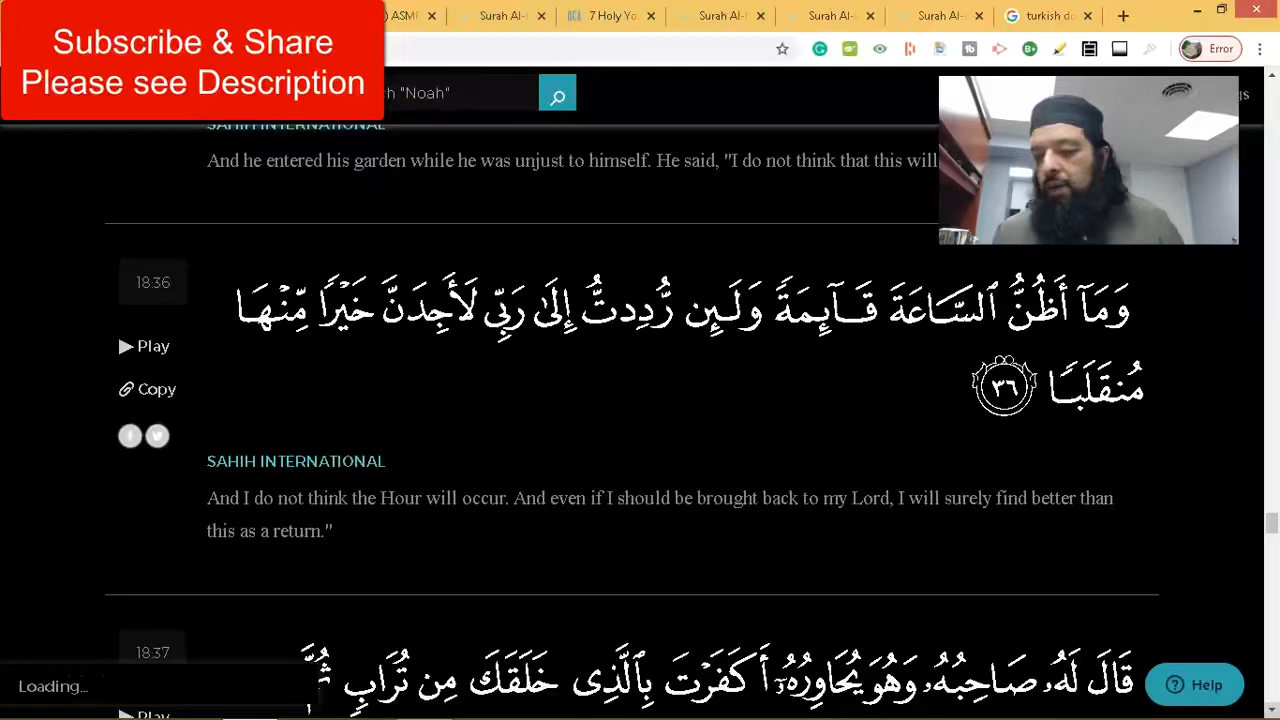 Subscribe & Share
Please see Description
) ASM
Surah Al-
7 Holy Yo
Surah Al-
Surah Al-
Surah Al-
turkish d
Error
h "Noah"
SAHIH INTERNATIONAL
And he entered his garden while he was unjust to himself. He said, "I do not think that this will
18:36
وَمَآ أَظُنُّ ٱلسَّاعَةَ قَآئِمَةً وَلَئِن رُّدِدتُّ إِلَىٰ رَبِّى لَأَجِدَنَّ خَيْرًا مِّنْهَا
مُنقَلَبًا ٣٦
Play
Copy
SAHIH INTERNATIONAL
And I do not think the Hour will occur. And even if I should be brought back to my Lord, I will surely find better than
this as a return."
18:37
قَالَ لَهُۥ صَاحِبُهُۥ وَهُوَ يُحَاوِرُهُۥٓ أَكَفَرْتَ بِٱلَّذِى خَلَقَكَ مِن تُرَابٍ ثُمَّ
Loading...
Play
Help